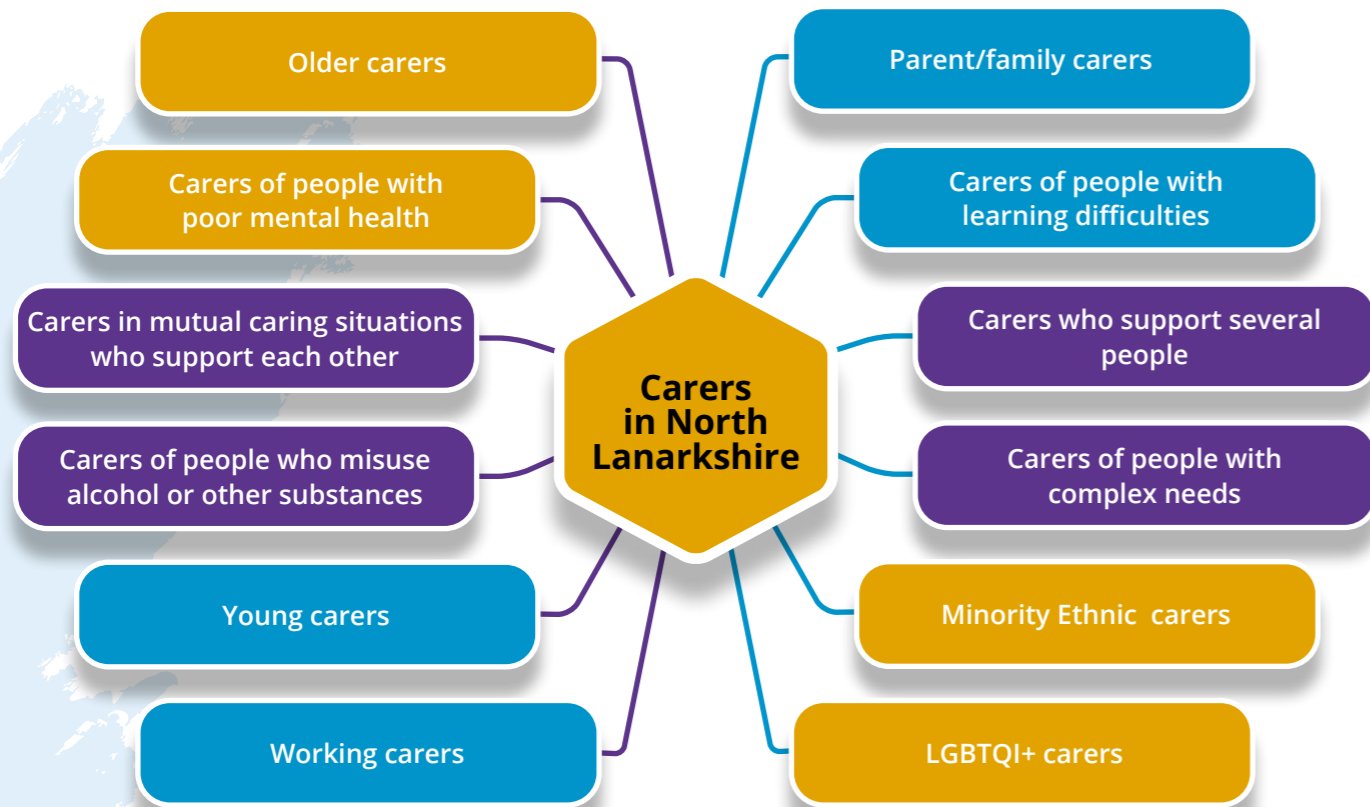 Older carers
Carers of people with
poor mental health
Carers in mutual caring situations
who support each other
Carers of people who misuse
alcohol or other substances
Young carers
Working carers
Carers
in North
Lanarkshire
Parent/family carers
Carers of people with
learning difficulties
Carers who support several
people
Carers of people with
complex needs
Minority Ethnic carers
LGBTQI+ carers